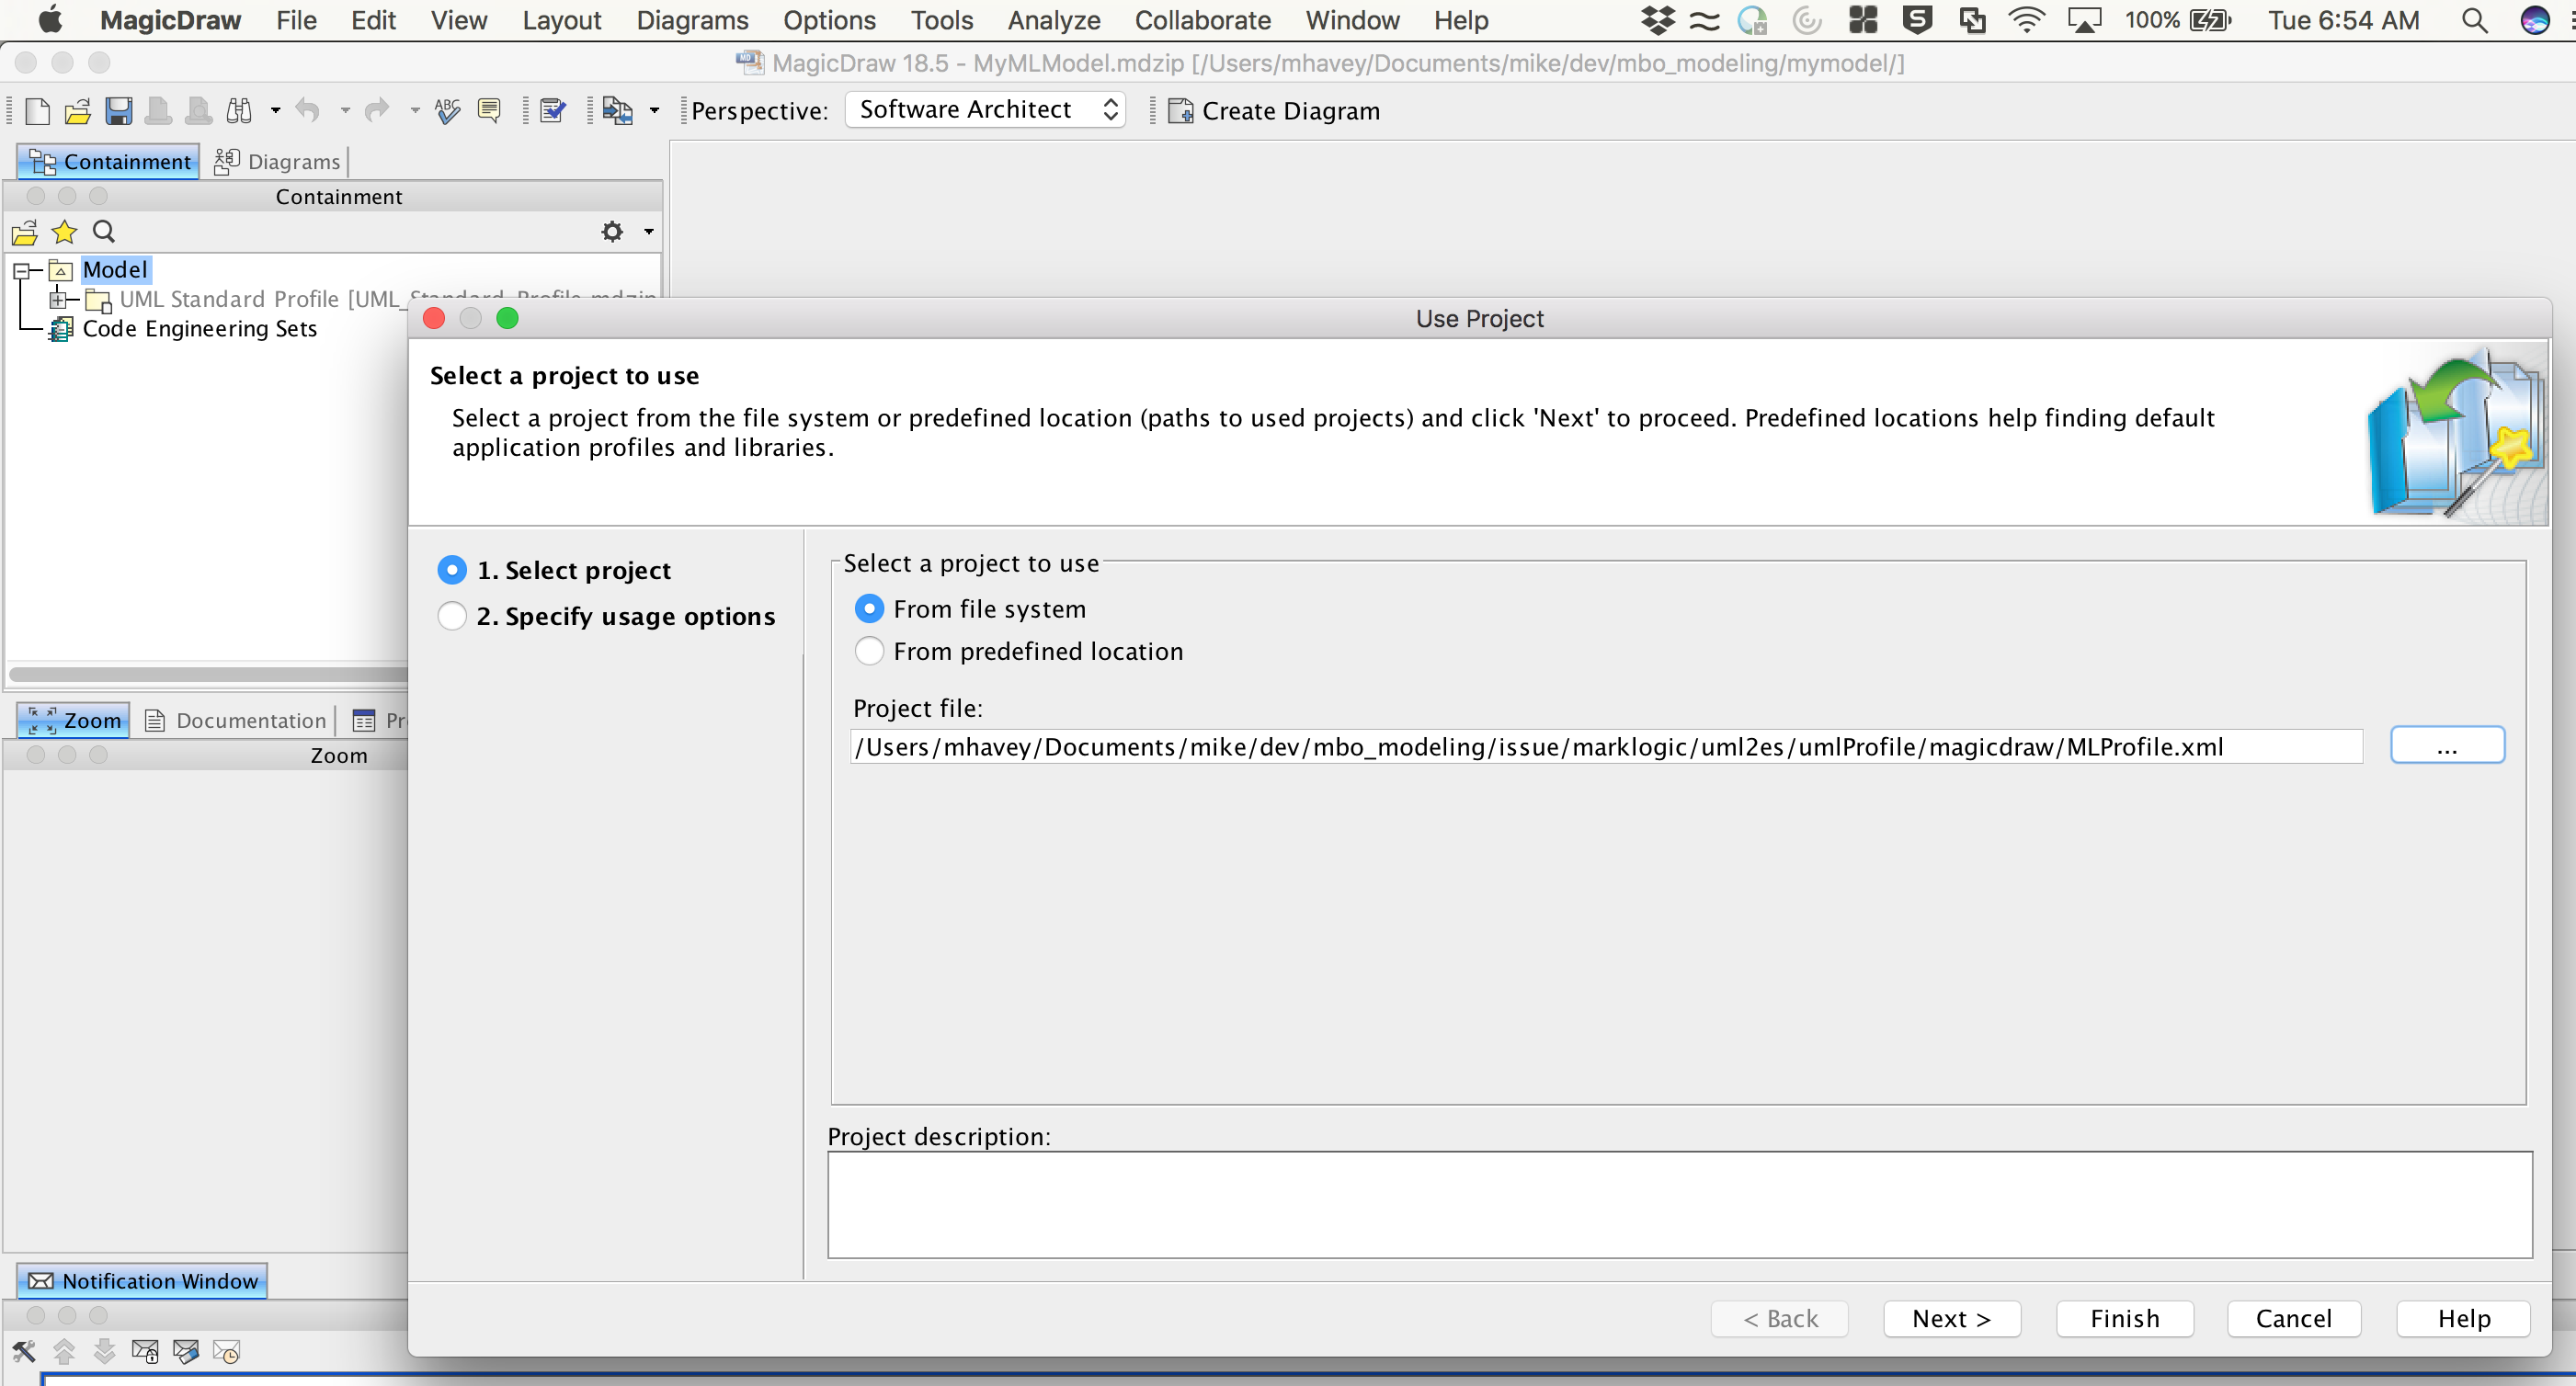 MagicDraw File Edit View Layout Diagrams Options Tools Analyze Collaborate Window Help 100% Tue 6:54 AM
MagicDraw 18.5 - MyMLModel.mdzip [/Users/mhavey/Documents/mike/dev/mbo_modeling/mymodel/]
ABC Perspective: Software Architect Create Diagram
Containment Diagrams
Containment
Model
UML Standard Profile [UML_Standard_Profile.mdzip
Code Engineering Sets
Zoom Documentation Pr
Zoom
Notification Window
Use Project
Select a project to use
Select a project from the file system or predefined location (paths to used projects) and click 'Next' to proceed. Predefined locations help finding default
application profiles and libraries.
1. Select project
2. Specify usage options
Select a project to use
From file system
From predefined location
Project file:
/Users/mhavey/Documents/mike/dev/mbo_modeling/issue/marklogic/uml2es/umlProfile/magicdraw/MLProfile.xml ...
Project description:
< Back Next > Finish Cancel Help